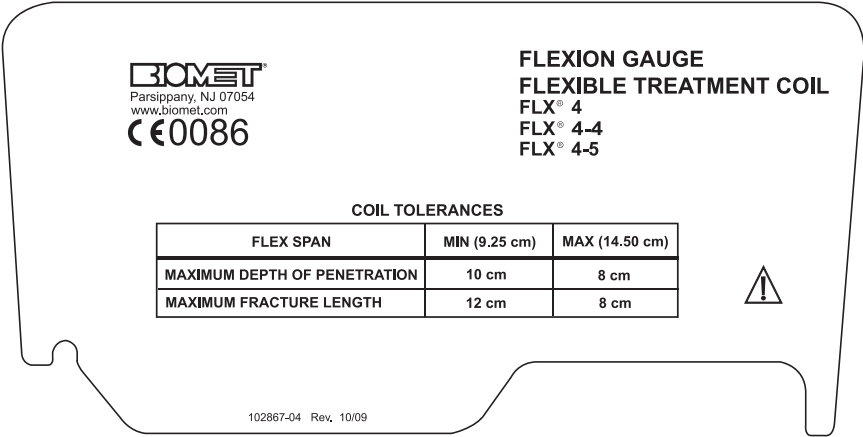 BIOMET®
Parsippany, NJ 07054
www.biomet.com
CE0086
FLEXION GAUGE
FLEXIBLE TREATMENT COIL
FLX® 4
FLX® 4-4
FLX® 4-5
COIL TOLERANCES
FLEX SPAN MIN (9.25 cm) MAX (14.50 cm)
MAXIMUM DEPTH OF PENETRATION 10 cm 8 cm
MAXIMUM FRACTURE LENGTH 12 cm 8 cm
102867-04 Rev. 10/09